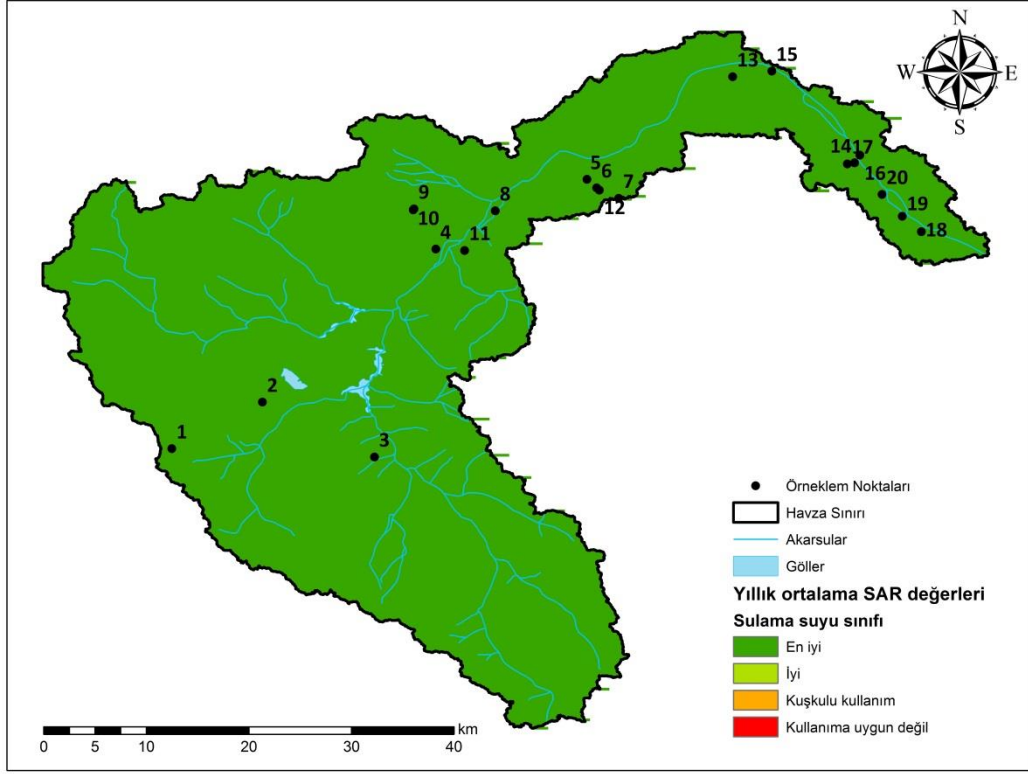 N
W E
S
13
15
14
17
16
20
19
18
5
6
7
12
8
9
10
4
11
2
1
3
Örneklem Noktaları
Havza Sınırı
Akarsular
Göller
Yıllık ortalama SAR değerleri
Sulama suyu sınıfı
En iyi
İyi
Kuşkulu kullanım
Kullanıma uygun değil
km
0 5 10 20 30 40